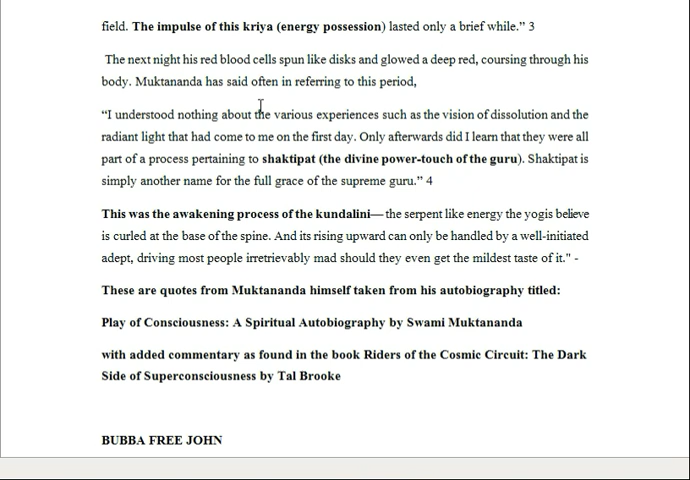 field. The impulse of this kriya (energy possession) lasted only a brief while.” 3
The next night his red blood cells spun like disks and glowed a deep red, coursing through his
body. Muktananda has said often in referring to this period,
“I understood nothing about the various experiences such as the vision of dissolution and the
radiant light that had come to me on the first day. Only afterwards did I learn that they were all
part of a process pertaining to shaktipat (the divine power-touch of the guru). Shaktipat is
simply another name for the full grace of the supreme guru.” 4
This was the awakening process of the kundalini— the serpent like energy the yogis believe
is curled at the base of the spine. And its rising upward can only be handled by a well-initiated
adept, driving most people irretrievably mad should they even get the mildest taste of it." -
These are quotes from Muktananda himself taken from his autobiography titled:
Play of Consciousness: A Spiritual Autobiography by Swami Muktananda
with added commentary as found in the book Riders of the Cosmic Circuit: The Dark
Side of Superconsciousness by Tal Brooke
BUBBA FREE JOHN